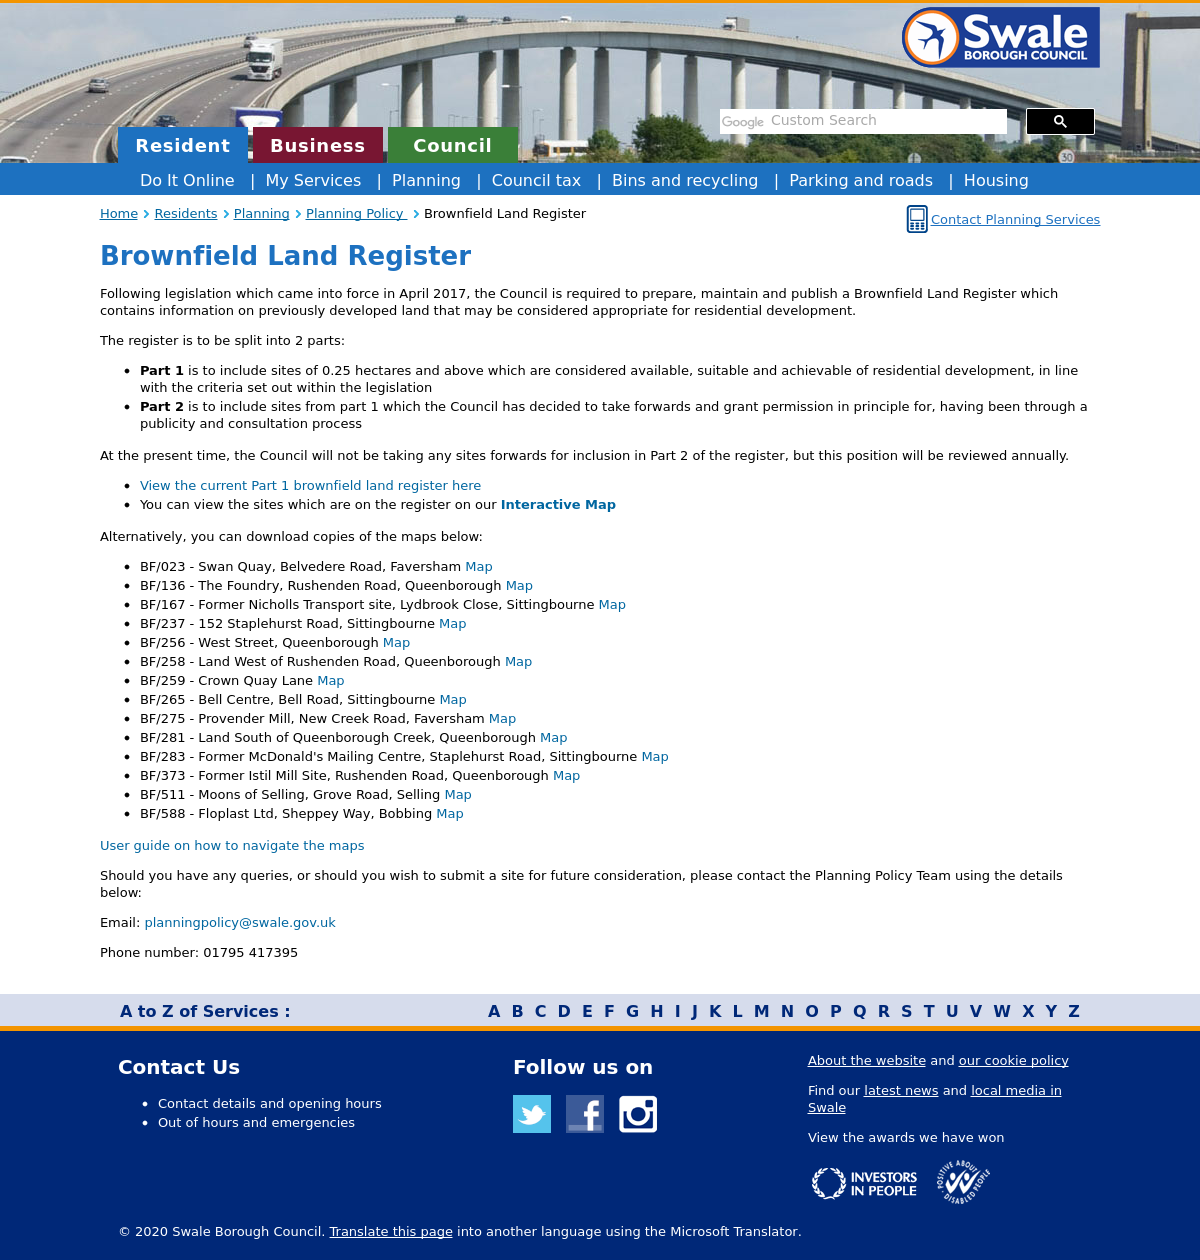 Swale
BOROUGH COUNCIL
Google Custom Search
Resident Business Council
Do It Online | My Services | Planning | Council tax | Bins and recycling | Parking and roads | Housing
Home Residents Planning Planning Policy Brownfield Land Register
Contact Planning Services
Brownfield Land Register
Following legislation which came into force in April 2017, the Council is required to prepare, maintain and publish a Brownfield Land Register which
contains information on previously developed land that may be considered appropriate for residential development.
The register is to be split into 2 parts:
Part 1 is to include sites of 0.25 hectares and above which are considered available, suitable and achievable of residential development, in line
with the criteria set out within the legislation
Part 2 is to include sites from part 1 which the Council has decided to take forwards and grant permission in principle for, having been through a
publicity and consultation process
At the present time, the Council will not be taking any sites forwards for inclusion in Part 2 of the register, but this position will be reviewed annually.
View the current Part 1 brownfield land register here
You can view the sites which are on the register on our Interactive Map
Alternatively, you can download copies of the maps below:
BF/023 - Swan Quay, Belvedere Road, Faversham Map
BF/136 - The Foundry, Rushenden Road, Queenborough Map
BF/167 - Former Nicholls Transport site, Lydbrook Close, Sittingbourne Map
BF/237 - 152 Staplehurst Road, Sittingbourne Map
BF/256 - West Street, Queenborough Map
BF/258 - Land West of Rushenden Road, Queenborough Map
BF/259 - Crown Quay Lane Map
BF/265 - Bell Centre, Bell Road, Sittingbourne Map
BF/275 - Provender Mill, New Creek Road, Faversham Map
BF/281 - Land South of Queenborough Creek, Queenborough Map
BF/283 - Former McDonald's Mailing Centre, Staplehurst Road, Sittingbourne Map
BF/373 - Former Istil Mill Site, Rushenden Road, Queenborough Map
BF/511 - Moons of Selling, Grove Road, Selling Map
BF/588 - Floplast Ltd, Sheppey Way, Bobbing Map
User guide on how to navigate the maps
Should you have any queries, or should you wish to submit a site for future consideration, please contact the Planning Policy Team using the details
below:
Email: planningpolicy@swale.gov.uk
Phone number: 01795 417395
A to Z of Services : A B C D E F G H I J K L M N O P Q R S T U V W X Y Z
Contact Us
Contact details and opening hours
Out of hours and emergencies
Follow us on
About the website and our cookie policy
Find our latest news and local media in
Swale
View the awards we have won
INVESTORS
IN PEOPLE
POSITIVE ABOUT
DISABLED PEOPLE
© 2020 Swale Borough Council. Translate this page into another language using the Microsoft Translator.